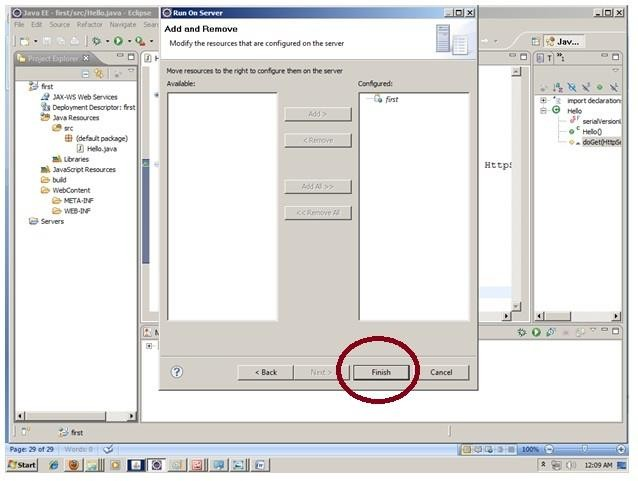 Java EE - first/src/Hello.java - Eclipse
File Edit Source Refactor Navigate Sear
Project Explorer
first
JAX-WS Web Services
Deployment Descriptor: first
Java Resources
src
(default package)
Hello.java
Libraries
JavaScript Resources
build
WebContent
META-INF
WEB-INF
Servers
Run On Server
Add and Remove
Modify the resources that are configured on the server
Move resources to the right to configure them on the server
Available:
Configured:
first
Add >
< Remove
Add All >>
<< Remove All
< Back
Next >
Finish
Cancel
Jav...
import declarations
Hello
serialVersionU
Hello()
doGet(HttpSe
HttpS
first
Page: 29 of 29
Words: 0
100%
Start
12:09 AM